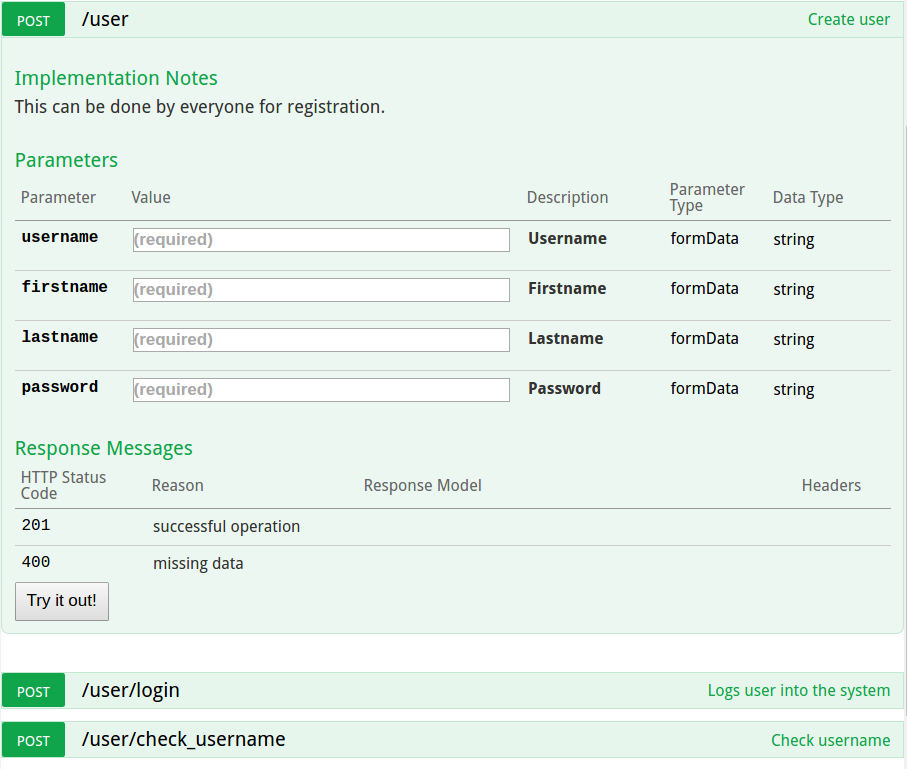 POST /user Create user
Implementation Notes
This can be done by everyone for registration.
Parameters
Parameter Value Description Parameter Type Data Type
username (required) Username formData string
firstname (required) Firstname formData string
lastname (required) Lastname formData string
password (required) Password formData string
Response Messages
HTTP Status Code Reason Response Model Headers
201 successful operation
400 missing data
Try it out!
POST /user/login Logs user into the system
POST /user/check_username Check username